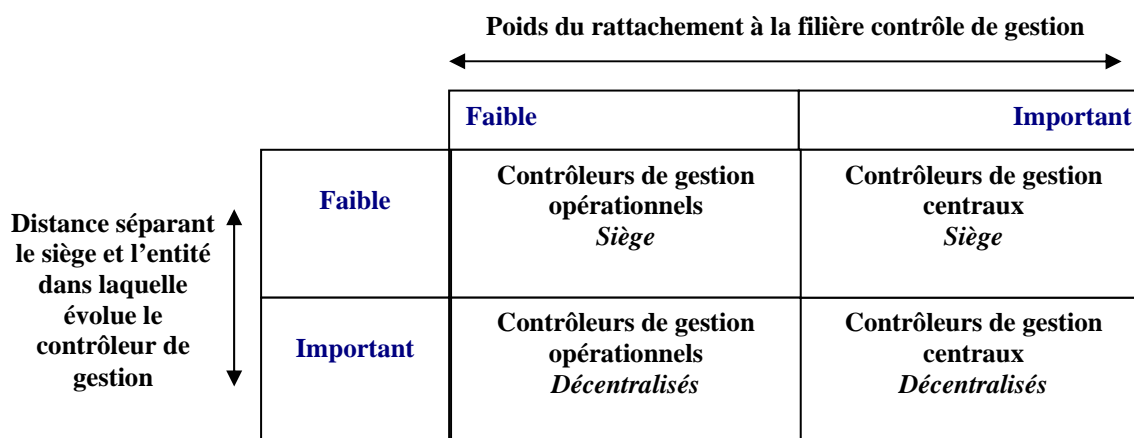 Poids du rattachement à la filière contrôle de gestion
Faible
Important
Distance séparant
le siège et l'entité
dans laquelle
évolue le
contrôleur de
gestion
Faible
Contrôleurs de gestion
opérationnels
Siège
Contrôleurs de gestion
centraux
Siège
Important
Contrôleurs de gestion
opérationnels
Décentralisés
Contrôleurs de gestion
centraux
Décentralisés